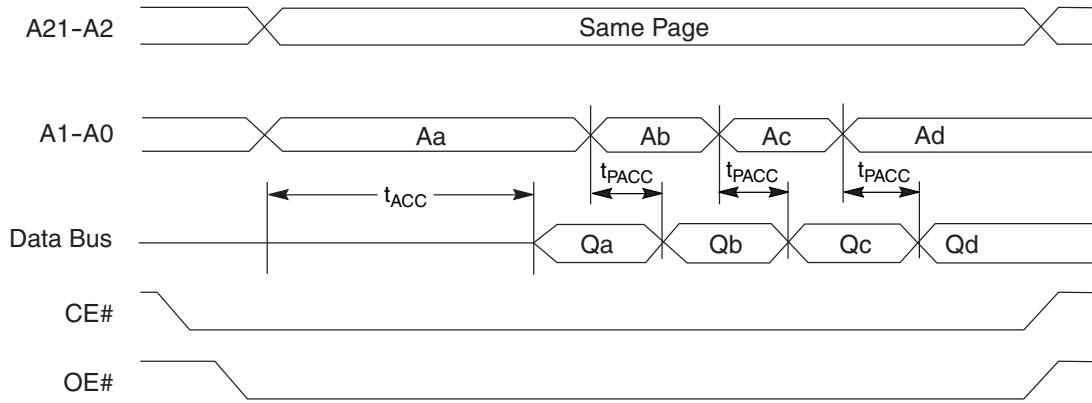 A21–A2
Same Page
A1–A0
Aa
Ab
Ac
Ad
tACC
tPACC
tPACC
tPACC
Data Bus
Qa
Qb
Qc
Qd
CE#
OE#